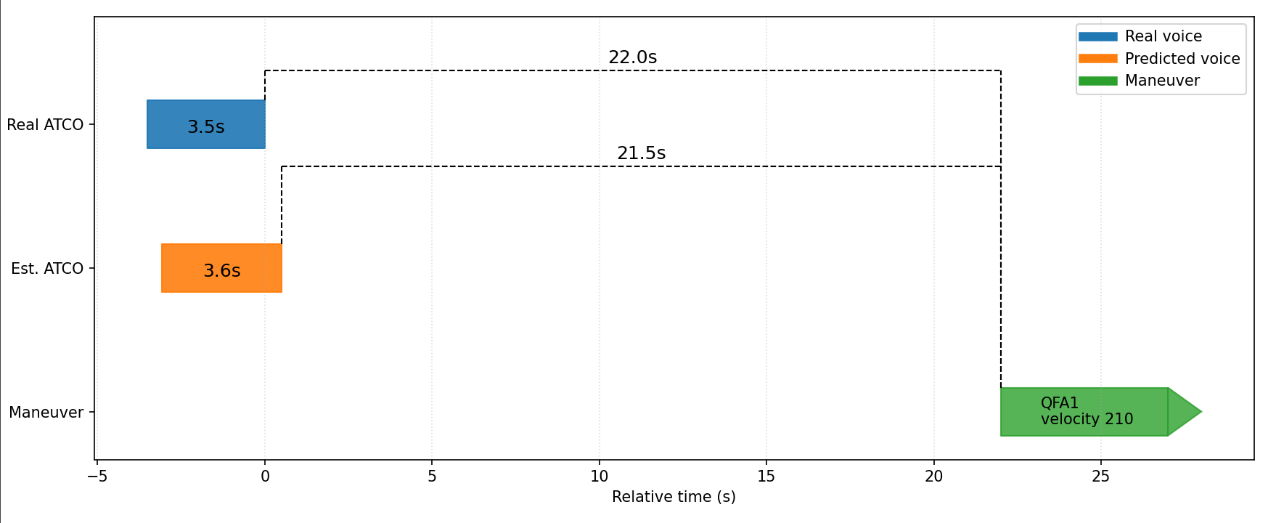 22.0s
Real voice
Predicted voice
Maneuver
Real ATCO
3.5s
21.5s
Est. ATCO
3.6s
Maneuver
QFA1
velocity 210
−5
0
5
10
15
20
25
Relative time (s)